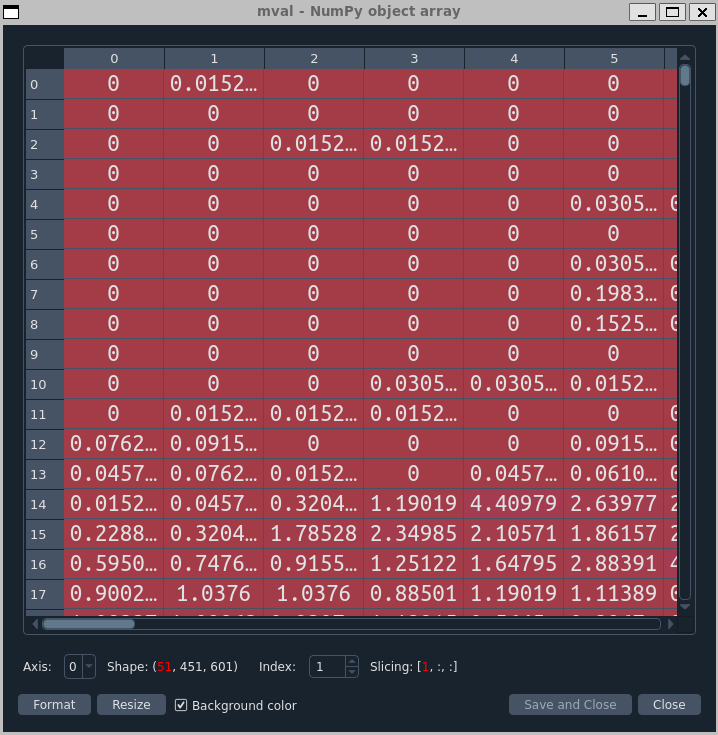 mval - NumPy object array
0 1 2 3 4 5
0 0 0.0152... 0 0 0 0
1 0 0 0 0 0 0
2 0 0 0.0152... 0.0152... 0 0
3 0 0 0 0 0 0
4 0 0 0 0 0 0.0305...
5 0 0 0 0 0 0
6 0 0 0 0 0 0.0305...
7 0 0 0 0 0 0.1983...
8 0 0 0 0 0 0.1525...
9 0 0 0 0 0 0
10 0 0 0 0.0305... 0.0305... 0.0152...
11 0 0.0152... 0.0152... 0.0152... 0 0
12 0.0762... 0.0915... 0 0 0 0.0915...
13 0.0457... 0.0762... 0.0152... 0 0.0457... 0.0610...
14 0.0152... 0.0457... 0.3204... 1.19019 4.40979 2.63977
15 0.2288... 0.3204... 1.78528 2.34985 2.10571 1.86157
16 0.5950... 0.7476... 0.9155... 1.25122 1.64795 2.88391
17 0.9002... 1.0376 1.0376 0.88501 1.19019 1.11389
Axis: 0 Shape: (51, 451, 601) Index: 1 Slicing: [1, :, :]
Format Resize Background color Save and Close Close